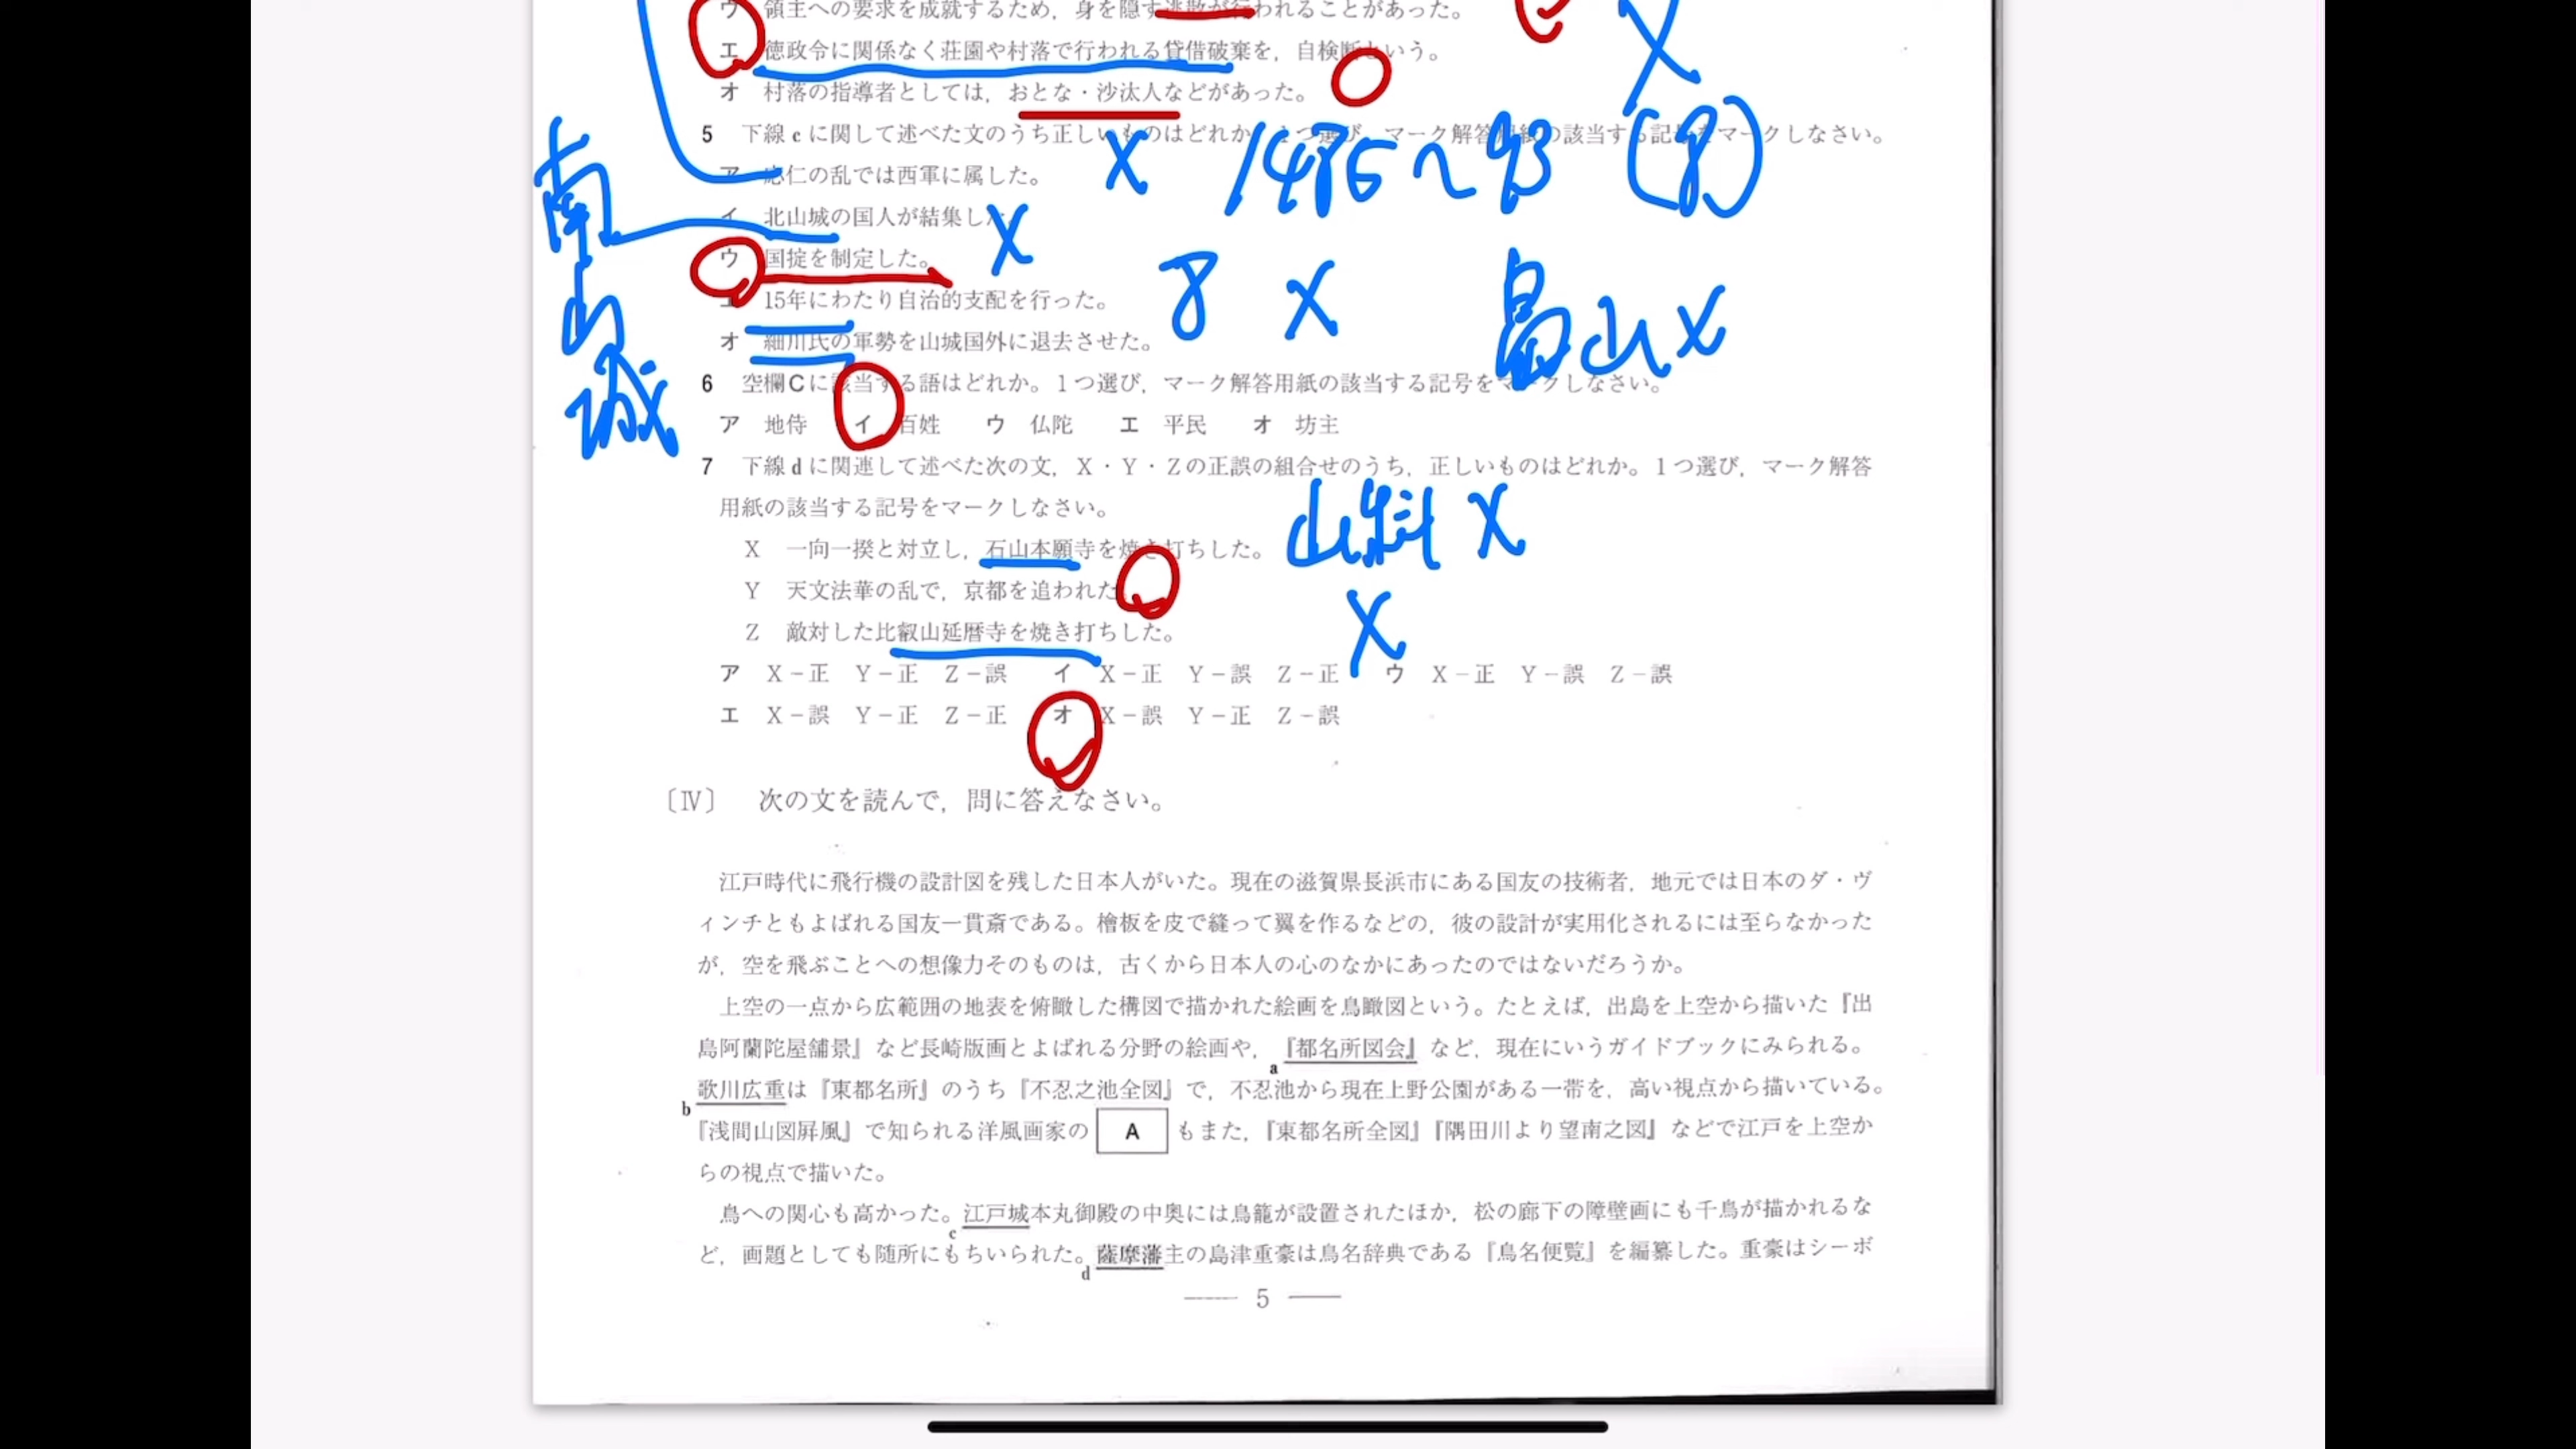 ウ 領主への要求を成就するため，身を隠す逃散が行われることがあった。
エ 徳政令に関係なく荘園や村落で行われる貸借破棄を，自検断という。
オ 村落の指導者としては，おとな・沙汰人などがあった。
5 下線cに関して述べた文のうち正しいものはどれか。1つ選び，マーク解答用紙の該当する記号をマークしなさい。
ア 応仁の乱では西軍に属した。 × 1485～93 (8)
イ 北山城の国人が結集した。 ×
南山城
ウ 国掟を制定した。
エ 15年にわたり自治的支配を行った。 8 ×
オ 細川氏の軍勢を山城国外に退去させた。 畠山 ×
6 空欄Cに該当する語はどれか。1つ選び，マーク解答用紙の該当する記号をマークしなさい。
ア 地侍 イ 百姓 ウ 仏陀 エ 平民 オ 坊主
7 下線dに関連して述べた次の文，X・Y・Zの正誤の組合せのうち，正しいものはどれか。1つ選び，マーク解答
用紙の該当する記号をマークしなさい。
X 一向一揆と対立し，石山本願寺を焼き打ちした。 山科 ×
Y 天文法華の乱で，京都を追われた。
Z 敵対した比叡山延暦寺を焼き打ちした。 ×
ア X－正 Y－正 Z－誤 イ X－正 Y－誤 Z－正 ウ X－正 Y－誤 Z－誤
エ X－誤 Y－正 Z－正 オ X－誤 Y－正 Z－誤
〔Ⅳ〕 次の文を読んで，問に答えなさい。
江戸時代に飛行機の設計図を残した日本人がいた。現在の滋賀県長浜市にある国友の技術者，地元では日本のダ・ヴ
ィンチともよばれる国友一貫斎である。檜板を皮で縫って翼を作るなどの，彼の設計が実用化されるには至らなかった
が，空を飛ぶことへの想像力そのものは，古くから日本人の心のなかにあったのではないだろうか。
上空の一点から広範囲の地表を俯瞰した構図で描かれた絵画を鳥瞰図という。たとえば，出島を上空から描いた『出
島阿蘭陀屋舗景』など長崎版画とよばれる分野の絵画や，a『都名所図会』など，現在にいうガイドブックにみられる。
b歌川広重は『東都名所』のうち『不忍之池全図』で，不忍池から現在上野公園がある一帯を，高い視点から描いている。
『浅間山図屛風』で知られる洋風画家の A もまた，『東都名所全図』『隅田川より望南之図』などで江戸を上空か
らの視点で描いた。
鳥への関心も高かった。c江戸城本丸御殿の中奥には鳥籠が設置されたほか，松の廊下の障壁画にも千鳥が描かれるな
ど，画題としても随所にもちいられた。d薩摩藩主の島津重豪は鳥名辞典である『鳥名便覧』を編纂した。重豪はシーボ
5